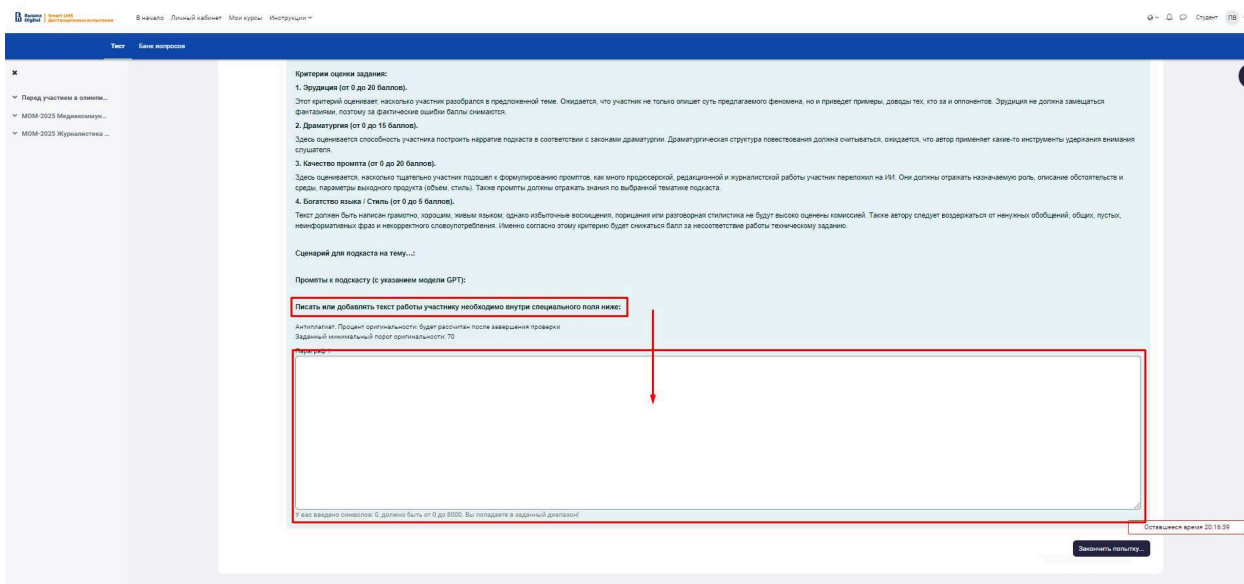 Вышка Digital Smart LMS Дистанционные испытания В начало Личный кабинет Мои курсы Инструкции Студент ПВ
Тест Банк вопросов
Перед участием в олимпи...
МОМ-2025 Медиакоммун...
МОМ-2025 Журналистика ...
Критерии оценки задания:
1. Эрудиция (от 0 до 20 баллов).
Этот критерий оценивает, насколько участник разобрался в предложенной теме. Ожидается, что участник не только опишет суть предлагаемого феномена, но и приведет примеры, доводы тех, кто за и оппонентов. Эрудиция не должна замещаться
фантазиями, поэтому за фактические ошибки баллы снимаются.
2. Драматургия (от 0 до 15 баллов).
Здесь оценивается способность участника построить нарратив подкаста в соответствии с законами драматургии. Драматургическая структура повествования должна считываться, ожидается, что автор применяет какие-то инструменты удержания внимания
слушателя.
3. Качество промпта (от 0 до 20 баллов).
Здесь оценивается, насколько тщательно участник подошел к формулированию промптов, как много продюсерской, редакционной и журналистской работы участник переложил на ИИ. Они должны отражать назначаемую роль, описание обстоятельств и
среды, параметры выходного продукта (объем, стиль). Также промпты должны отражать знания по выбранной тематике подкаста.
4. Богатство языка / Стиль (от 0 до 5 баллов).
Текст должен быть написан грамотно, хорошим, живым языком, однако избыточные восхищения, порицания или разговорная стилистика не будут высоко оценены комиссией. Также автору следует воздержаться от ненужных обобщений, общих, пустых,
неинформативных фраз и некорректного словоупотребления. Именно согласно этому критерию будет снижаться балл за несоответствие работы техническому заданию.
Сценарий для подкаста на тему...:
Промпты к подскасту (с указанием модели GPT):
Писать или добавлять текст работы участнику необходимо внутри специального поля ниже:
Антиплагиат. Процент оригинальности: будет рассчитан после завершения проверки
Заданный минимальный порог оригинальности: 70
Параграф 1
У вас введено символов: 0, должно быть от 0 до 8000. Вы попадаете в заданный диапазон!
Оставшееся время 20:16:39
Закончить попытку...